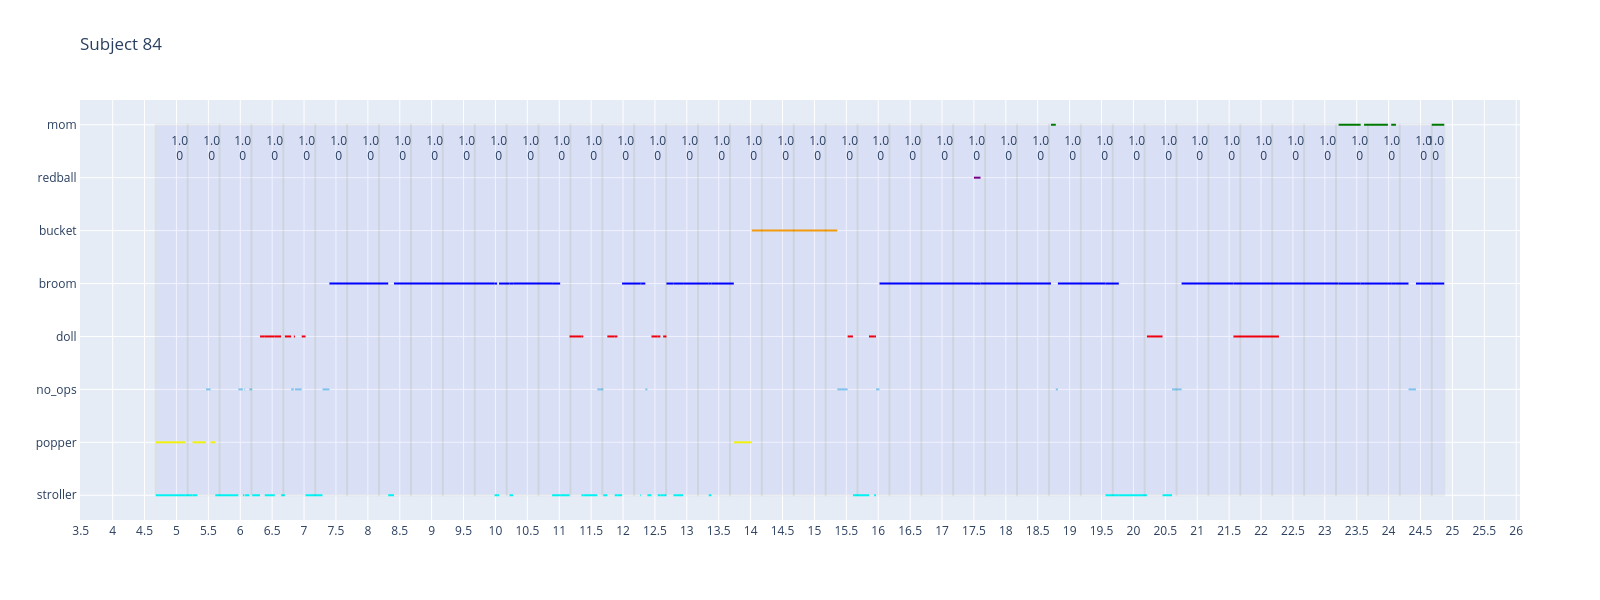 Subject 84
mom
1.0 1.0 1.0 1.0 1.0 1.0 1.0 1.0 1.0 1.0 1.0 1.0 1.0 1.0 1.0 1.0 1.0 1.0 1.0 1.0 1.0 1.0 1.0 1.0 1.0 1.0 1.0 1.0 1.0 1.0 1.0 1.0 1.0 1.0 1.0 1.0 1.0 1.0 1.0 1.0 1.0
0 0 0 0 0 0 0 0 0 0 0 0 0 0 0 0 0 0 0 0 0 0 0 0 0 0 0 0 0 0 0 0 0 0 0 0 0 0 0 0 0
redball
bucket
broom
doll
no_ops
popper
stroller
3.5 4 4.5 5 5.5 6 6.5 7 7.5 8 8.5 9 9.5 10 10.5 11 11.5 12 12.5 13 13.5 14 14.5 15 15.5 16 16.5 17 17.5 18 18.5 19 19.5 20 20.5 21 21.5 22 22.5 23 23.5 24 24.5 25 25.5 26